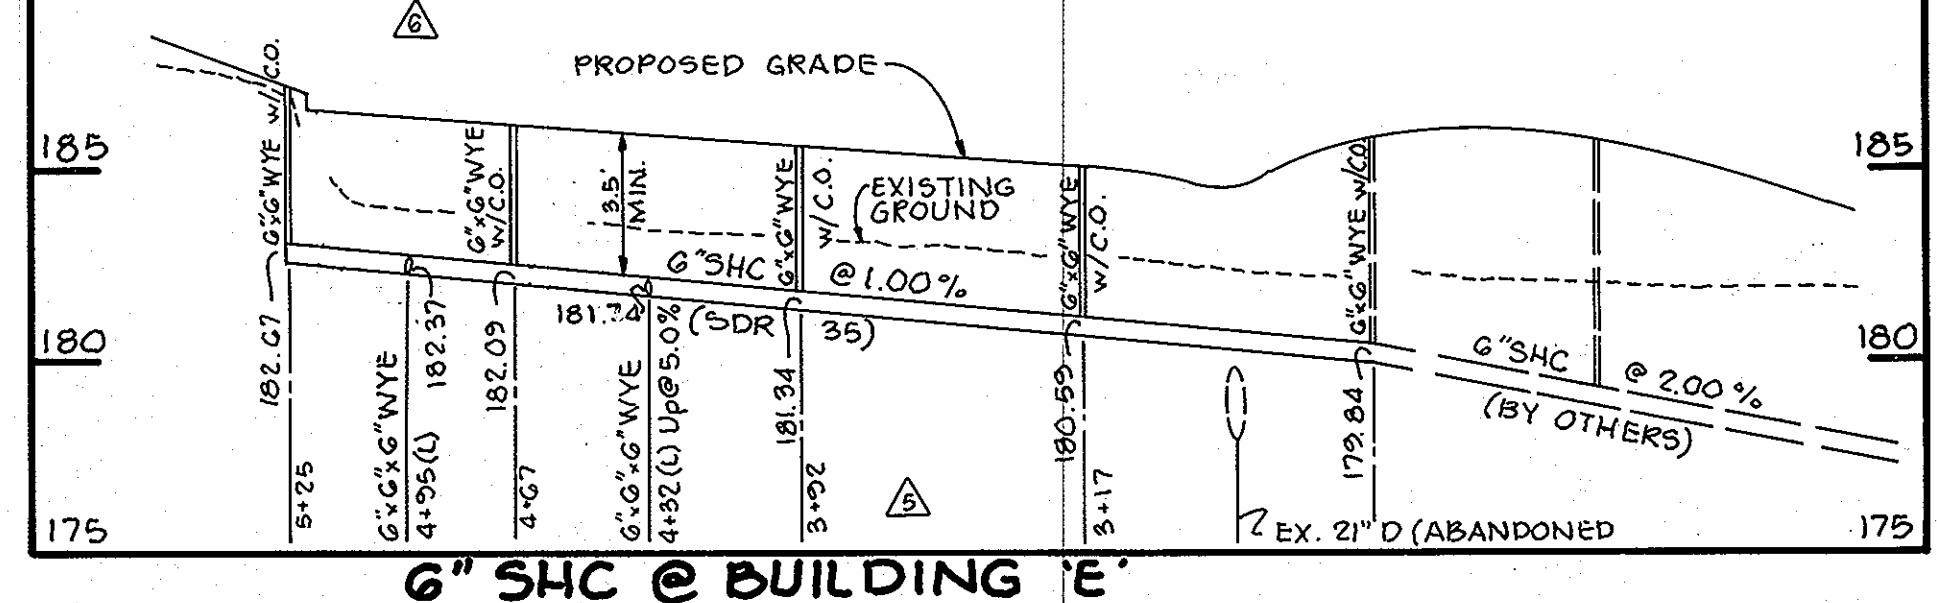 6
PROPOSED GRADE
185
185
6"x6"WYE w/C.O.
6"x6"WYE
w/C.O.
3.5'
MIN.
6"x6"WYE
w/C.O.
EXISTING
GROUND
6"x6"WYE
w/C.O.
6"x6"WYE w/CO
6"SHC @ 1.00%
(SDR 35)
6"SHC @ 2.00%
(BY OTHERS)
180
180
182.67
182.37
182.09
181.74
181.34
180.59
179.84
5+25
6"x6"x6"WYE
4+95(L)
4+67
6"x6"x6"WYE
4+32(L) Up@5.0%
3+92
5
3+17
EX. 21" D (ABANDONED
175
175
6" SHC @ BUILDING 'E'